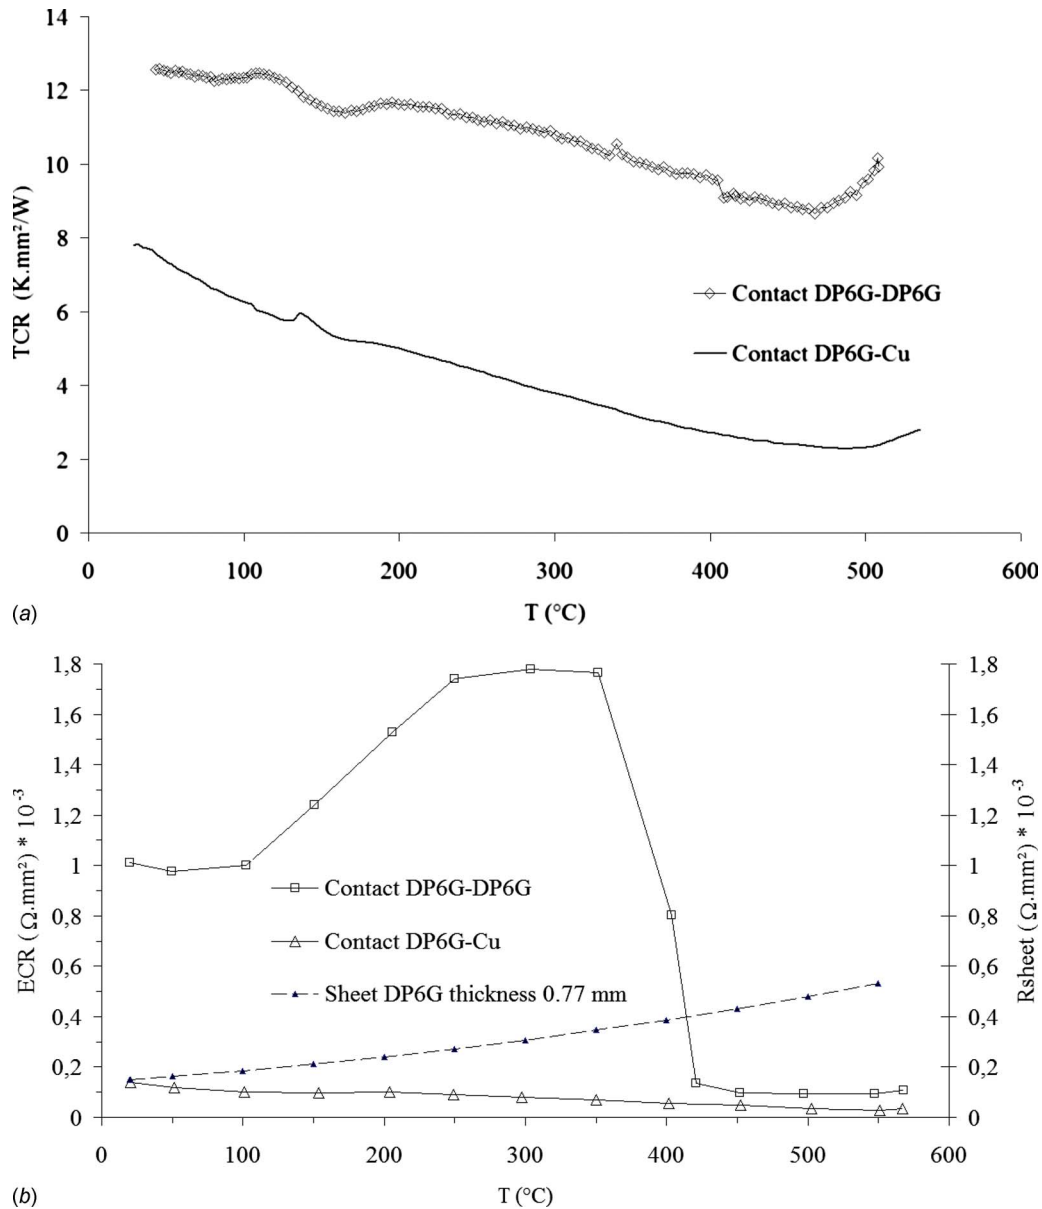 14
12
10
8
6
4
2
0
TCR (K.mm²/W)
Contact DP6G-DP6G
Contact DP6G-Cu
0 100 200 300 400 500 600
T (°C)
(a)
1,8 1,8
1,6 1,6
1,4 1,4
1,2 1,2
1 1
0,8 0,8
0,6 0,6
0,4 0,4
0,2 0,2
0 0
ECR (Ω.mm²) * 10⁻³
Rsheet (Ω.mm²) * 10⁻³
Contact DP6G-DP6G
Contact DP6G-Cu
Sheet DP6G thickness 0.77 mm
0 100 200 300 400 500 600
T (°C)
(b)